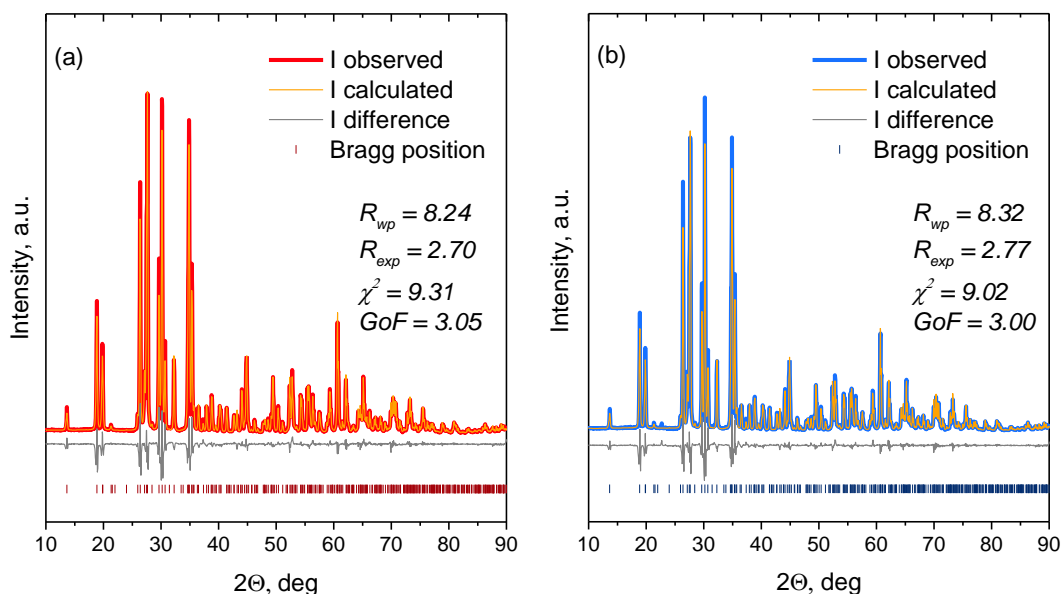 (a)
I observed
I calculated
I difference
Bragg position
R_wp = 8.24
R_exp = 2.70
χ² = 9.31
GoF = 3.05
Intensity, a.u.
10 20 30 40 50 60 70 80 90
2Θ, deg
(b)
I observed
I calculated
I difference
Bragg position
R_wp = 8.32
R_exp = 2.77
χ² = 9.02
GoF = 3.00
Intensity, a.u.
10 20 30 40 50 60 70 80 90
2Θ, deg